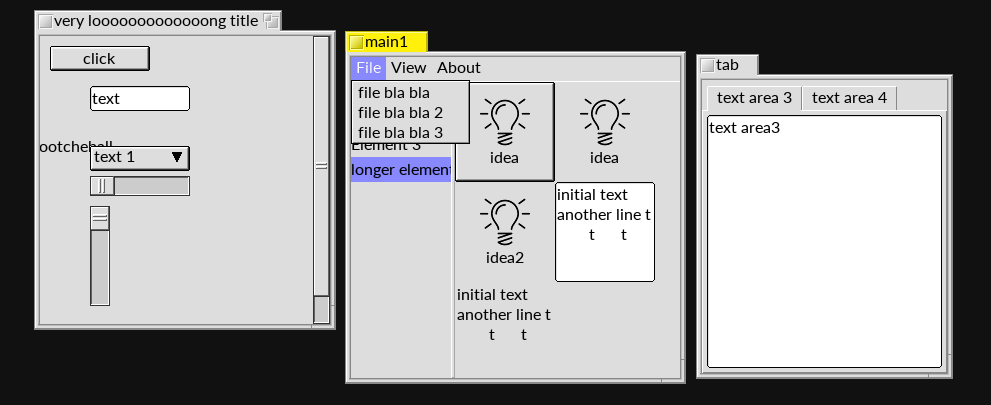 very looooooooooooong title
click
text
ootcheball
text 1
main1
File View About
file bla bla
file bla bla 2
file bla bla 3
Element 3
longer element
idea
idea
idea2
initial text
another line t
t t
initial text
another line t
t t
tab
text area 3 text area 4
text area3